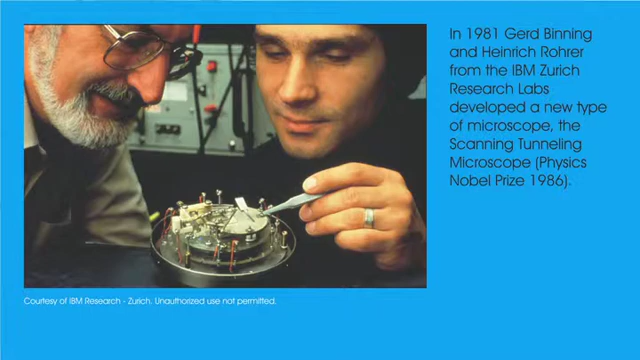 In 1981 Gerd Binning
and Heinrich Rohrer
from the IBM Zurich
Research Labs
developed a new type
of microscope, the
Scanning Tunneling
Microscope (Physics
Nobel Prize 1986).
Courtesy of IBM Research - Zurich. Unauthorized use not permitted.